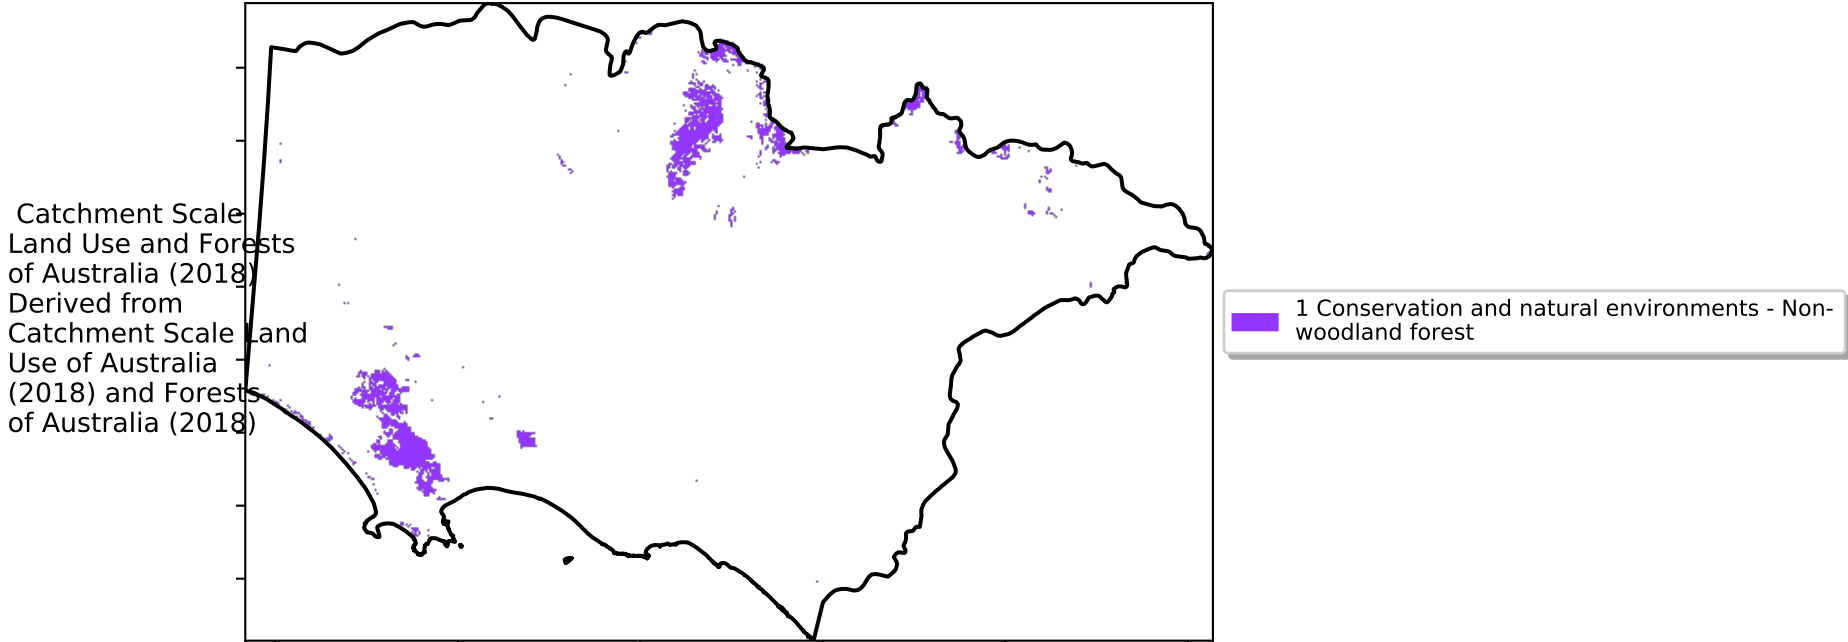 Catchment Scale
Land Use and Forests
of Australia (2018)
Derived from
Catchment Scale Land
Use of Australia
(2018) and Forests
of Australia (2018)
1 Conservation and natural environments - Non-
woodland forest